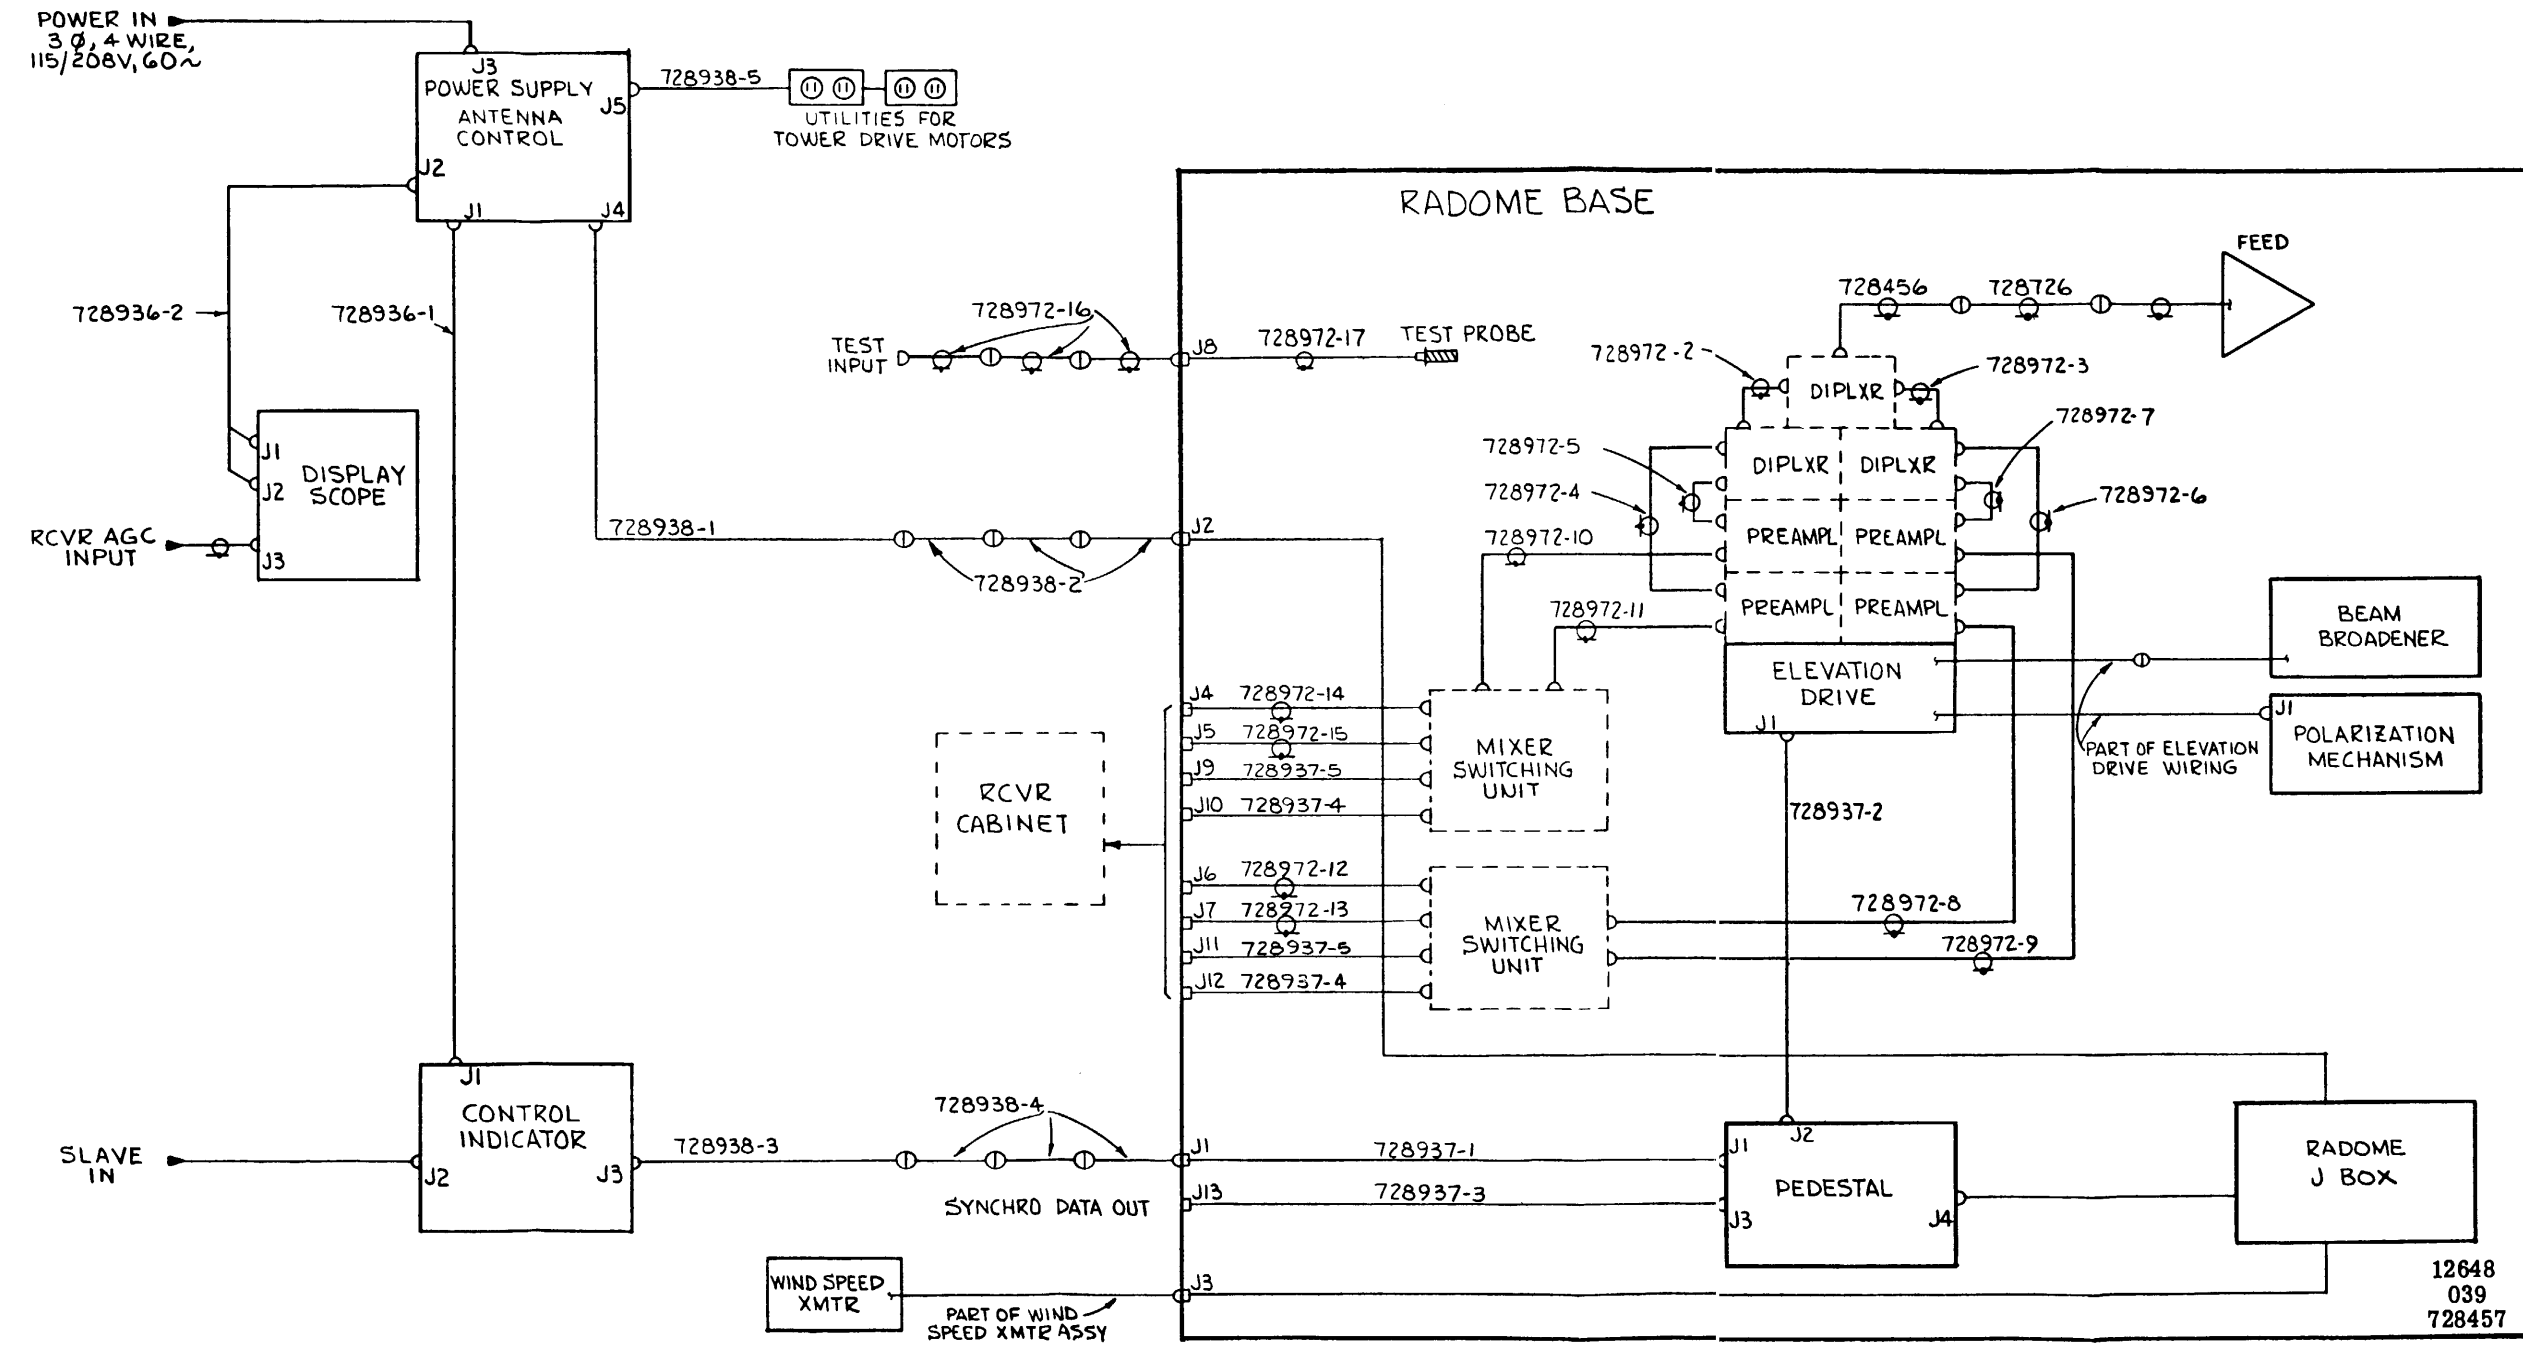 POWER IN
3 Ø, 4 WIRE,
115/208V, 60~
J3
POWER SUPPLY
ANTENNA
CONTROL
J5
J2
J1
J4
728938-5
UTILITIES FOR
TOWER DRIVE MOTORS
728936-2
728936-1
J1
J2
J3
DISPLAY
SCOPE
RCVR AGC
INPUT
RADOME BASE
FEED
728456
728726
728972-16
TEST
INPUT
J8
728972-17
TEST PROBE
728972-2
728972-3
DIPLXR
728972-7
728972-5
728972-4
728972-6
DIPLXR
DIPLXR
728972-10
PREAMPL
PREAMPL
728972-11
PREAMPL
PREAMPL
728938-1
728938-2
J2
ELEVATION
DRIVE
J1
BEAM
BROADENER
J1
POLARIZATION
MECHANISM
PART OF ELEVATION
DRIVE WIRING
728937-2
J4
728972-14
J5
728972-15
J9
728937-5
J10
728937-4
MIXER
SWITCHING
UNIT
RCVR
CABINET
J6
728972-12
J7
728972-13
J11
728937-5
J12
728937-4
MIXER
SWITCHING
UNIT
728972-8
728972-9
J1
CONTROL
INDICATOR
J2
J3
SLAVE
IN
728938-3
728938-4
J1
728937-1
J13
728937-3
SYNCHRO DATA OUT
J2
J1
PEDESTAL
J3
J4
RADOME
J BOX
WIND SPEED
XMTR
J3
PART OF WIND
SPEED XMTR ASSY
12648
039
728457